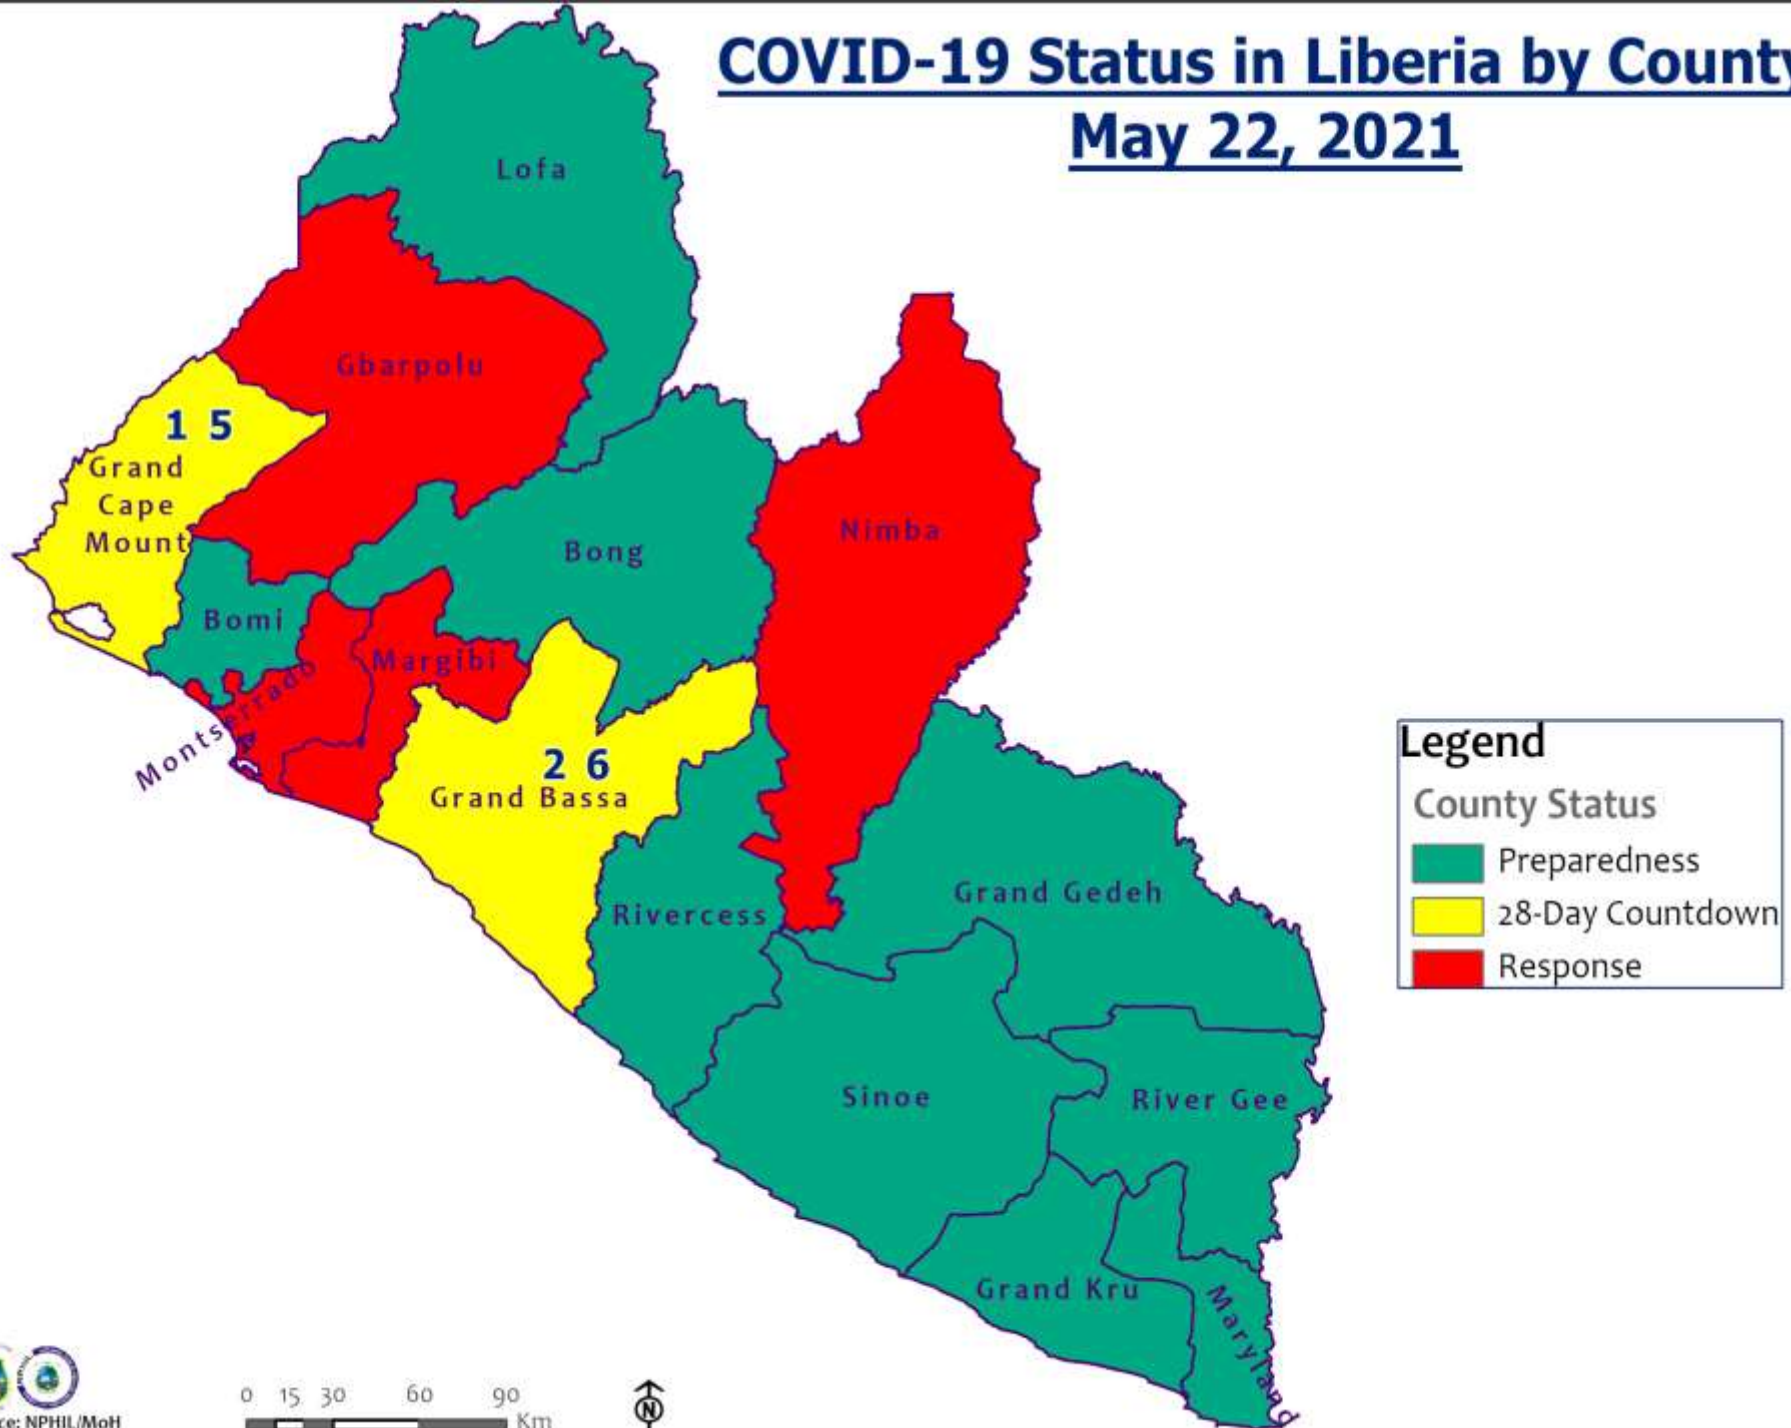 COVID-19 Status in Liberia by County
May 22, 2021
Lofa
Gbarpolu
1 5
Grand
Cape
Mount
Nimba
Bong
Bomi
Margibi
Montserrado
2 6
Grand Bassa
Legend
County Status
Preparedness
28-Day Countdown
Response
Grand Gedeh
Rivercess
Sinoe
River Gee
Grand Kru
Maryland
0 15 30 60 90
Km
N
NPHIL/MoH